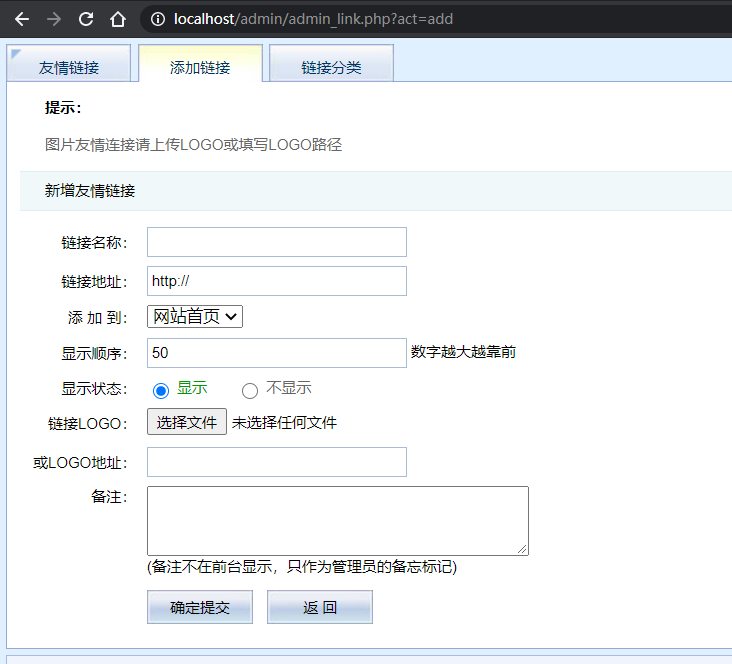 localhost/admin/admin_link.php?act=add
友情链接 添加链接 链接分类
提示：
图片友情连接请上传LOGO或填写LOGO路径
新增友情链接
链接名称：
链接地址： http://
添 加 到： 网站首页
显示顺序： 50 数字越大越靠前
显示状态： 显示 不显示
链接LOGO： 选择文件 未选择任何文件
或LOGO地址：
备注：
(备注不在前台显示，只作为管理员的备忘标记)
确定提交 返 回